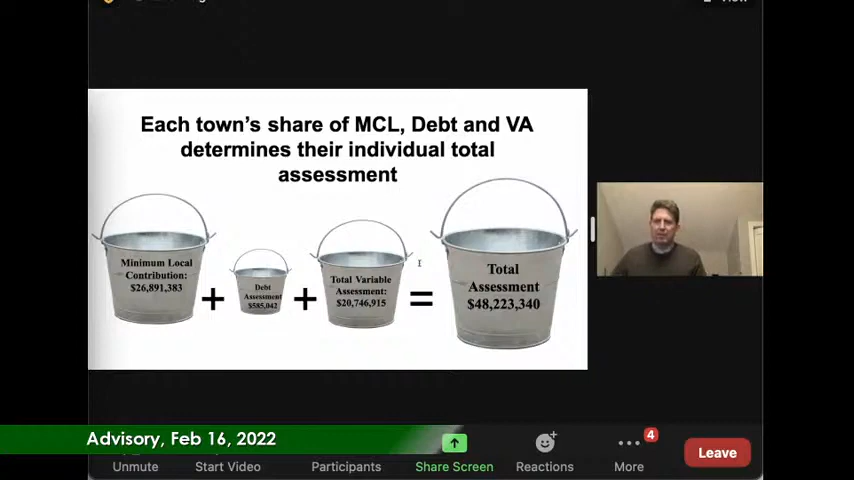 Each town's share of MCL, Debt and VA
determines their individual total
assessment
Minimum Local
Contribution:
$26,891,383
+
Debt
Assessment
$585,042
+
Total Variable
Assessment:
$20,746,915
=
Total
Assessment
$48,223,340
Advisory, Feb 16, 2022
4
Unmute
Start Video
Participants
Share Screen
Reactions
More
Leave